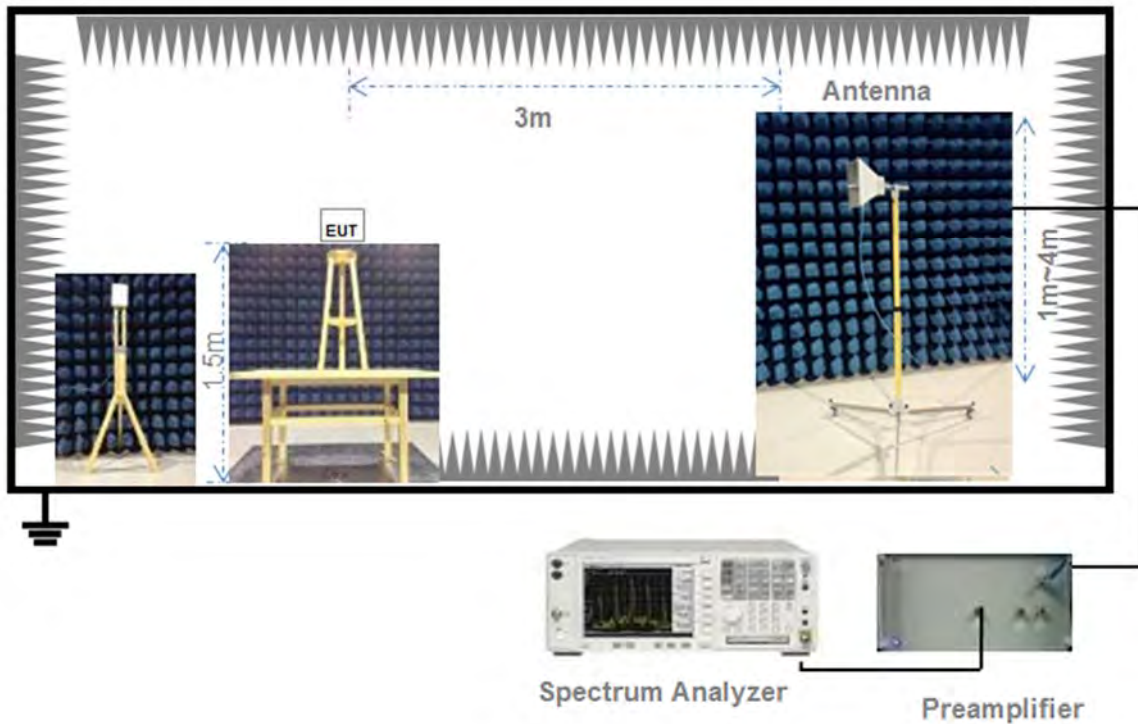 3m
Antenna
EUT
1.5m
1m~4m
Spectrum Analyzer
Preamplifier